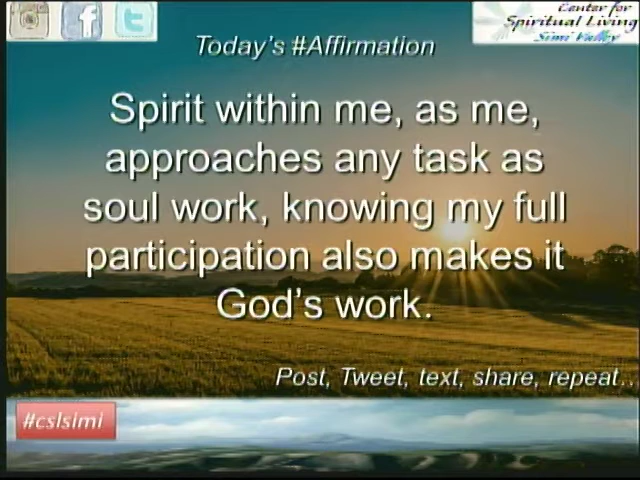 Center for
Spiritual Living
Simi Valley
Today's #Affirmation
Spirit within me, as me,
approaches any task as
soul work, knowing my full
participation also makes it
God's work.
Post, Tweet, text, share, repeat..
#cslsimi